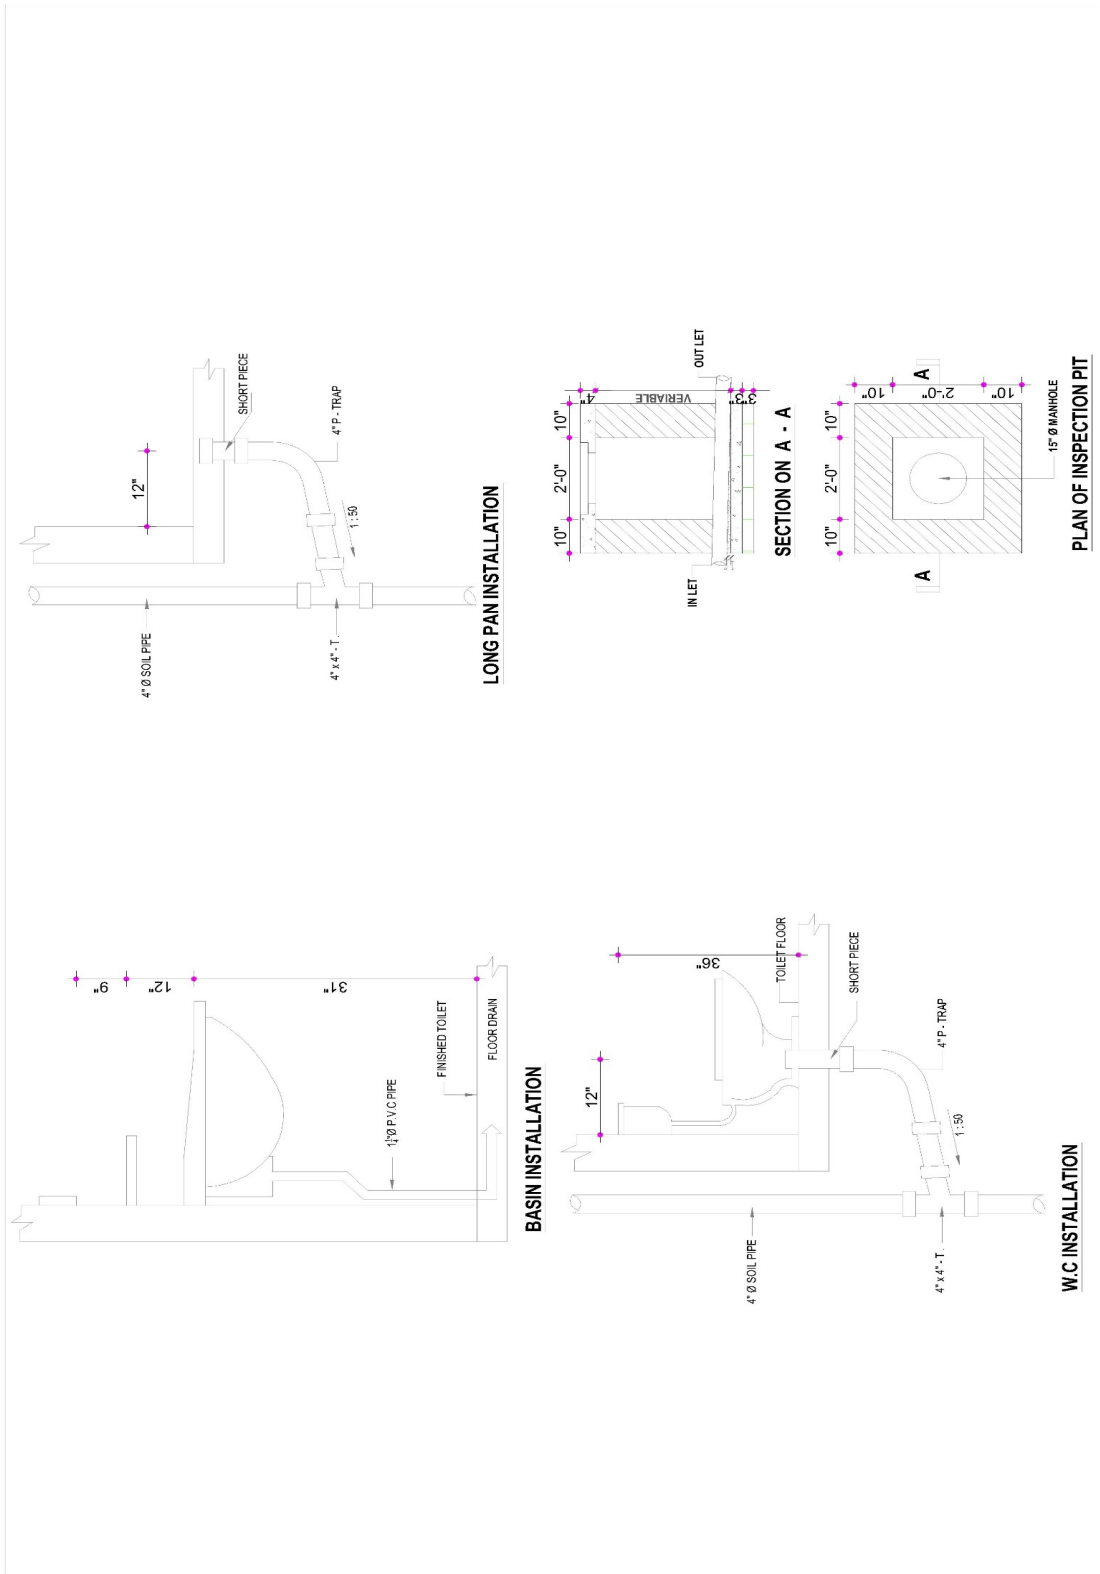 9"
12"
31"
FINISHED TOILET
FLOOR DRAIN
1¼"Ø P.V.C PIPE
BASIN INSTALLATION
12"
SHORT PIECE
4" P - TRAP
1 : 50
4" Ø SOIL PIPE
4" x 4" - T.
LONG PAN INSTALLATION
36"
12"
TOILET FLOOR
SHORT PIECE
4" P - TRAP
1 : 50
4" Ø SOIL PIPE
4" x 4" - T.
W.C INSTALLATION
10"
2'-0"
10"
4"
VERIABLE
3"
3"
IN LET
OUT LET
SECTION ON A - A
10"
2'-0"
10"
10"
2'-0"
10"
A
A
15" Ø MANHOLE
PLAN OF INSPECTION PIT